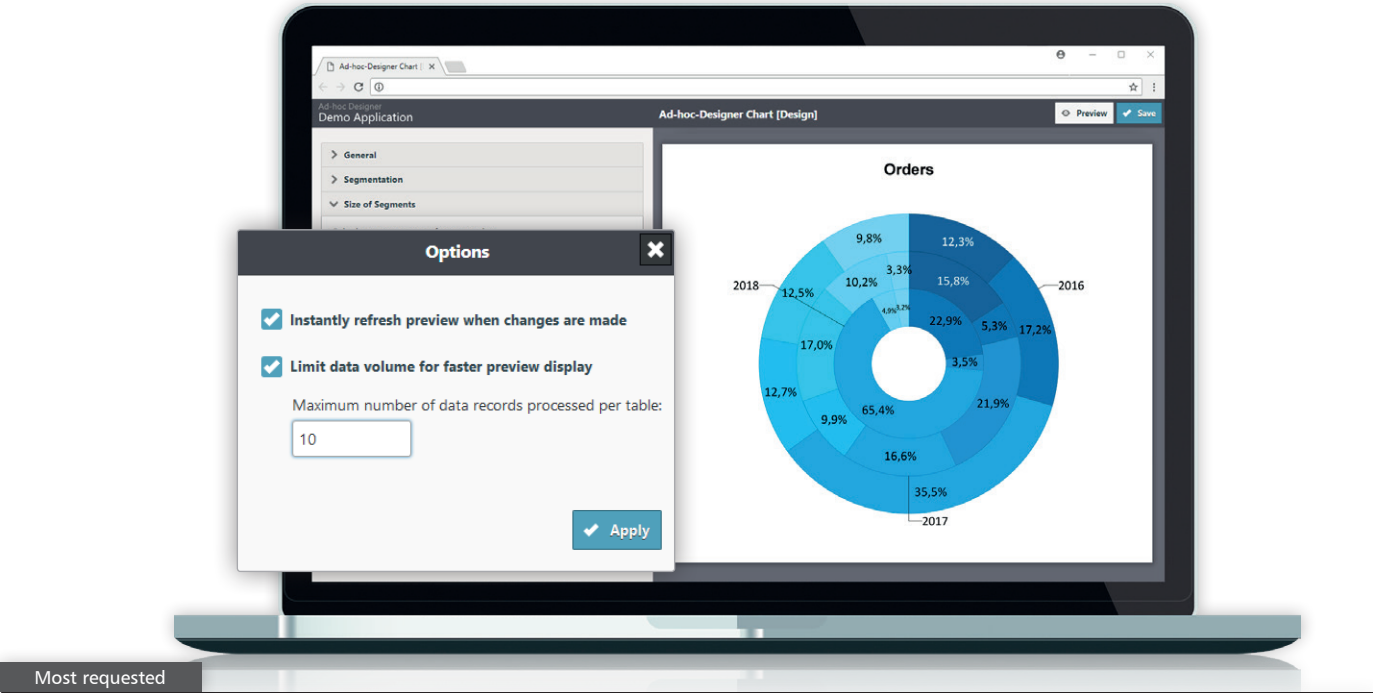 Ad-hoc-Designer Chart [
Ad-hoc Designer
Demo Application
Ad-hoc-Designer Chart [Design]
Preview
Save
General
Segmentation
Size of Segments
Options
Instantly refresh preview when changes are made
Limit data volume for faster preview display
Maximum number of data records processed per table:
10
Apply
Orders
9,8%
12,3%
3,3%
10,2%
15,8%
2018
12,5%
2016
4,9%
3,2%
22,9%
5,3%
17,2%
17,0%
3,5%
12,7%
65,4%
21,9%
9,9%
16,6%
35,5%
2017
Most requested